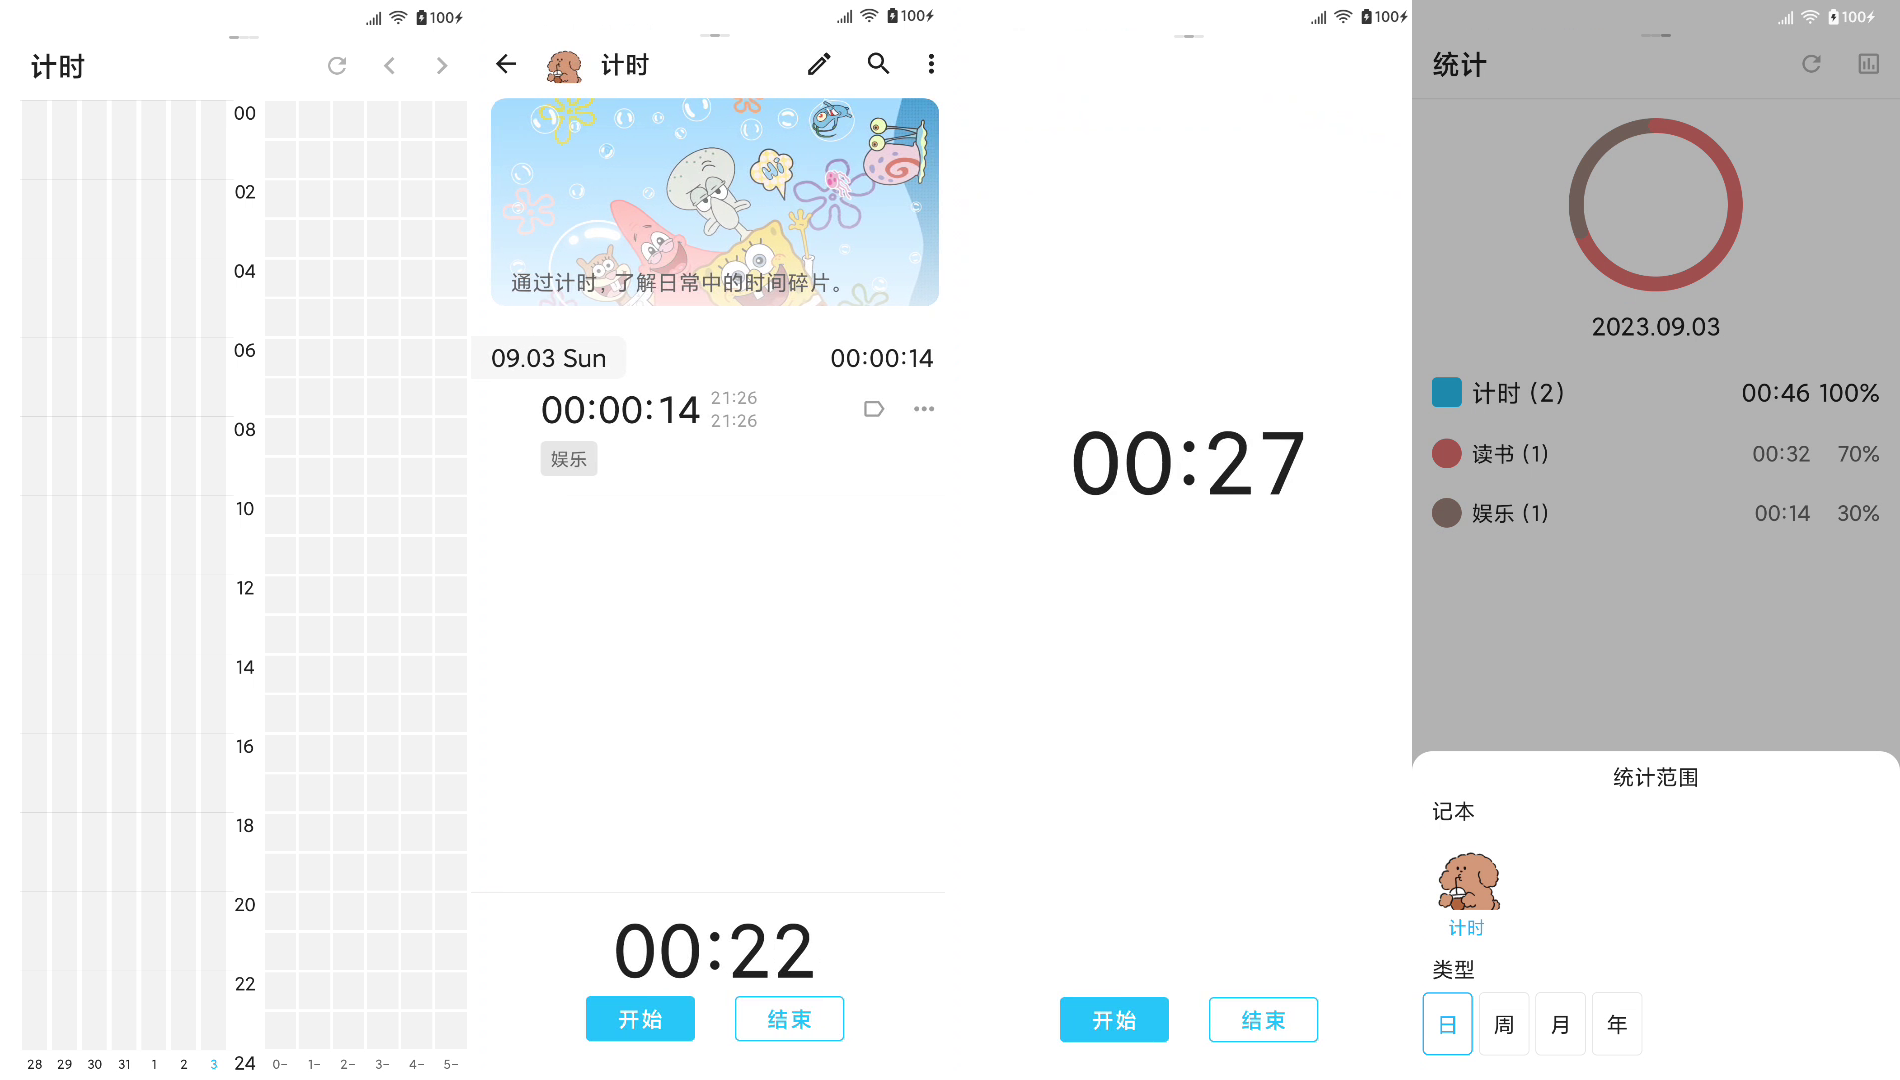 100
计时
00
02
04
06
08
10
12
14
16
18
20
22
24
28 29 30 31 1 2 3
0- 1- 2- 3- 4- 5-
100
计时
Hi
通过计时，了解日常中的时间碎片。
09.03 Sun 00:00:14
00:00:14 21:26
21:26
娱乐
00:22
开始 结束
100
00:27
开始 结束
100
统计
2023.09.03
计时 (2) 00:46 100%
读书 (1) 00:32 70%
娱乐 (1) 00:14 30%
统计范围
记本
计时
类型
日 周 月 年